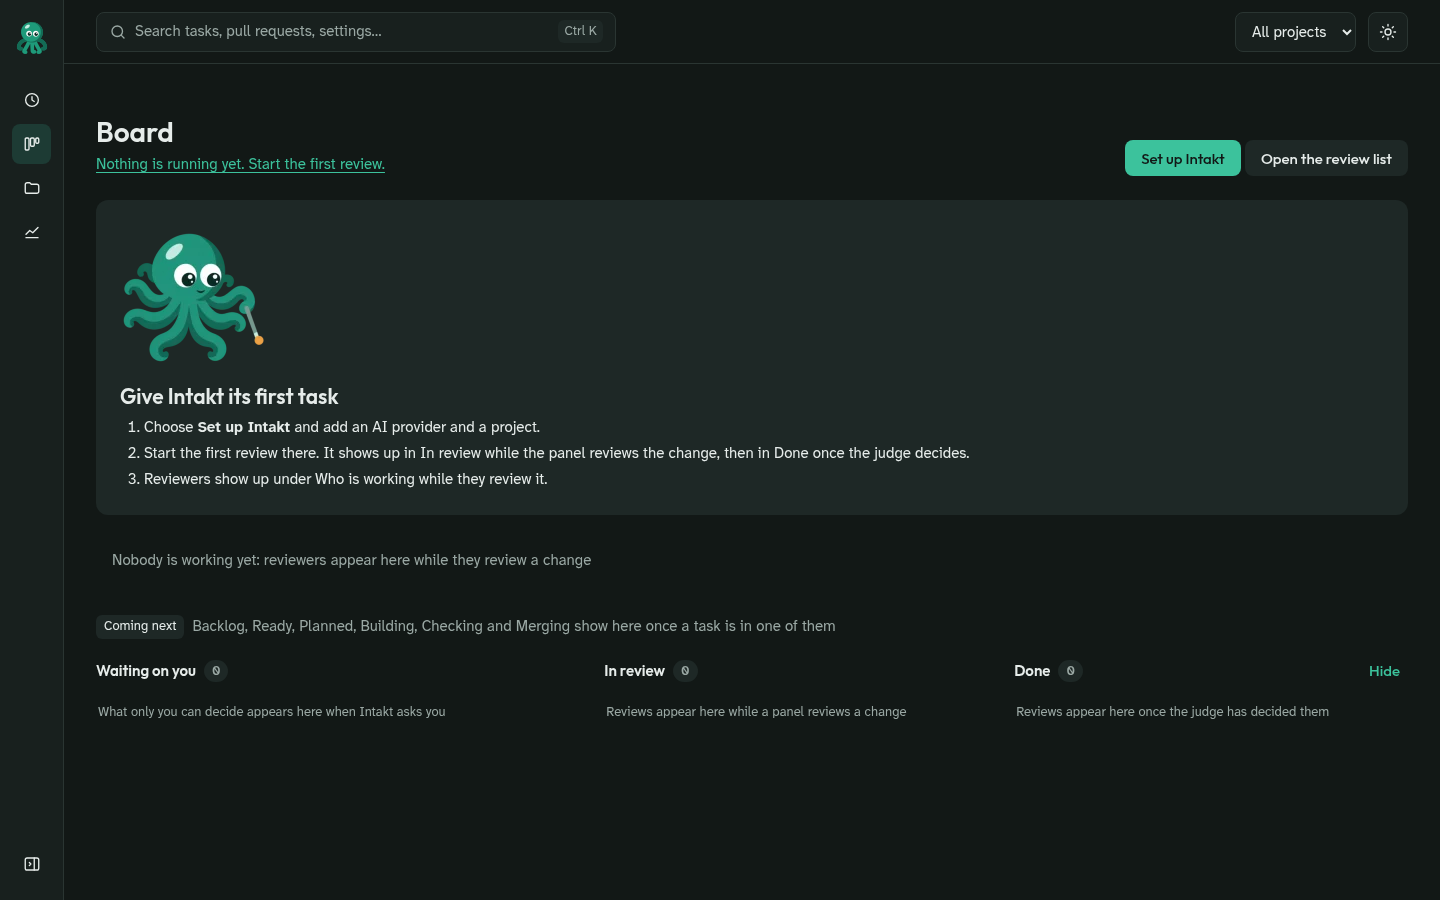 Search tasks, pull requests, settings...
Ctrl K
All projects
Board
Nothing is running yet. Start the first review.
Set up Intakt
Open the review list
Give Intakt its first task
1. Choose Set up Intakt and add an AI provider and a project.
2. Start the first review there. It shows up in In review while the panel reviews the change, then in Done once the judge decides.
3. Reviewers show up under Who is working while they review it.
Nobody is working yet: reviewers appear here while they review a change
Coming next Backlog, Ready, Planned, Building, Checking and Merging show here once a task is in one of them
Waiting on you 0
In review 0
Done 0
Hide
What only you can decide appears here when Intakt asks you
Reviews appear here while a panel reviews a change
Reviews appear here once the judge has decided them